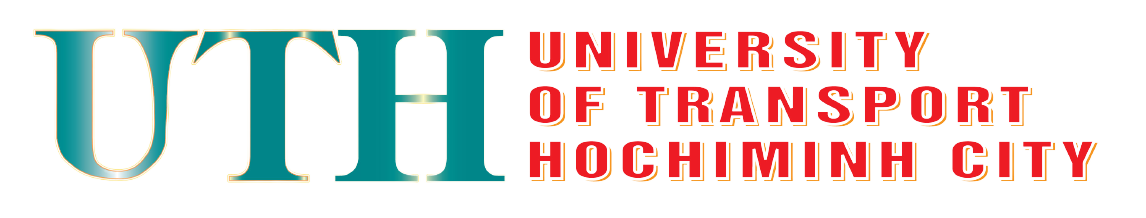 UTH
UNIVERSITY
OF TRANSPORT
HOCHIMINH CITY